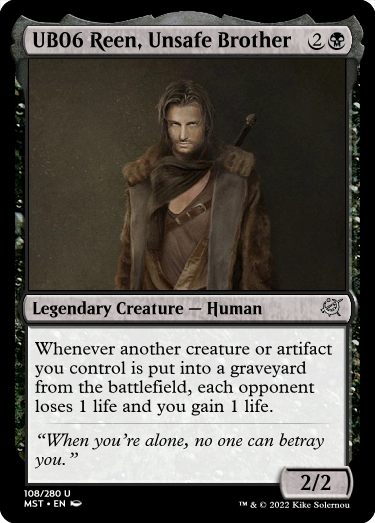 UB06 Reen, Unsafe Brother 2
Legendary Creature — Human
Whenever another creature or artifact
you control is put into a graveyard
from the battlefield, each opponent
loses 1 life and you gain 1 life.
“When you’re alone, no one can betray
you.”
2/2
108/280 U
MST • EN
™ & © 2022 Kike Solernou